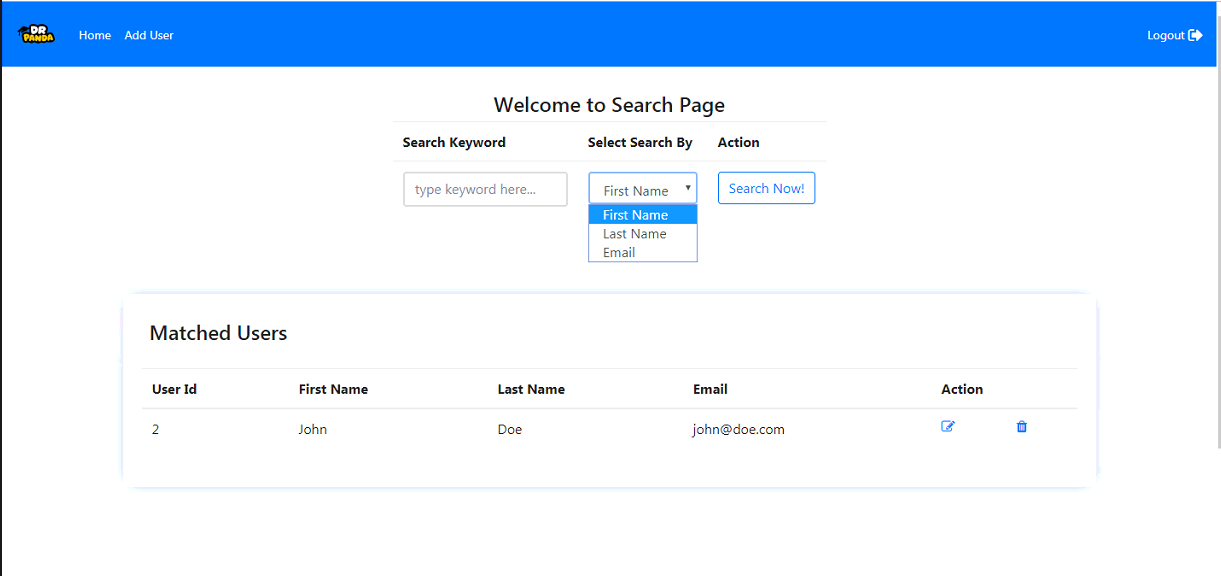 DR PANDA Home Add User Logout
Welcome to Search Page
Search Keyword Select Search By Action
type keyword here... First Name Search Now!
First Name
Last Name
Email
Matched Users
User Id First Name Last Name Email Action
2 John Doe john@doe.com